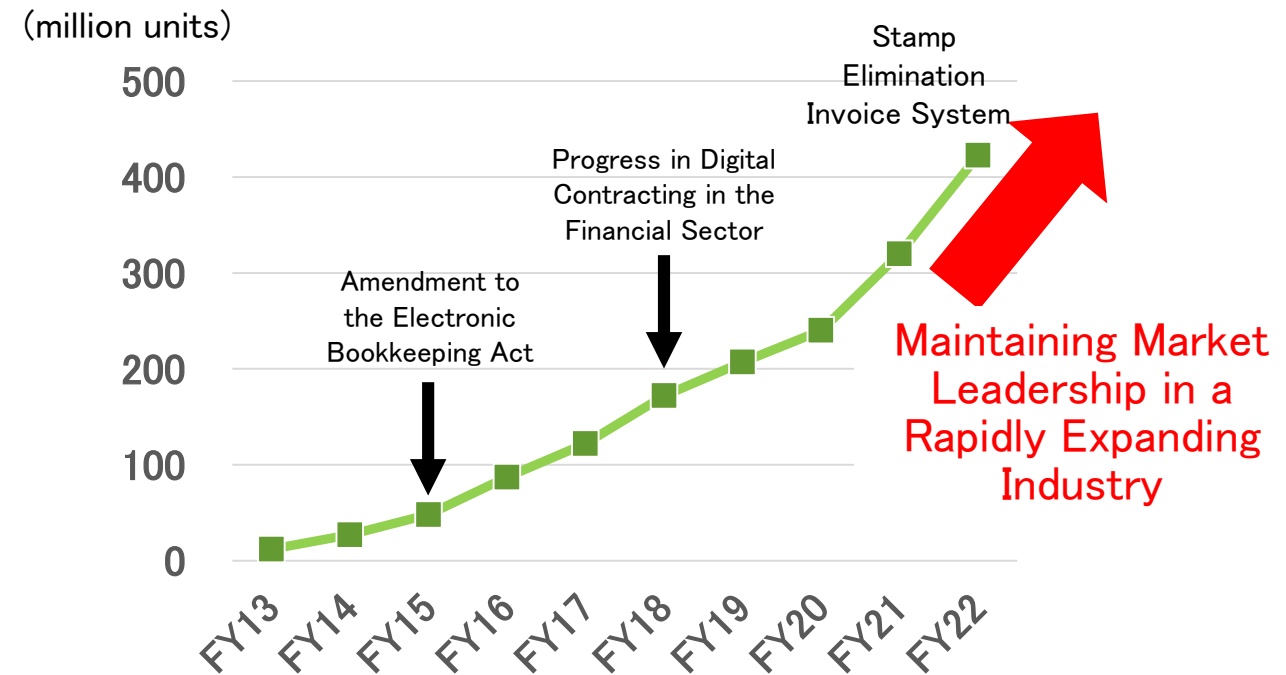 (million units)
Stamp
Elimination
Invoice System
500
Progress in Digital
Contracting in the
Financial Sector
400
Amendment to
the Electronic
Bookkeeping Act
300
Maintaining Market
Leadership in a
Rapidly Expanding
Industry
200
100
0
FY13
FY14
FY15
FY16
FY17
FY18
FY19
FY20
FY21
FY22